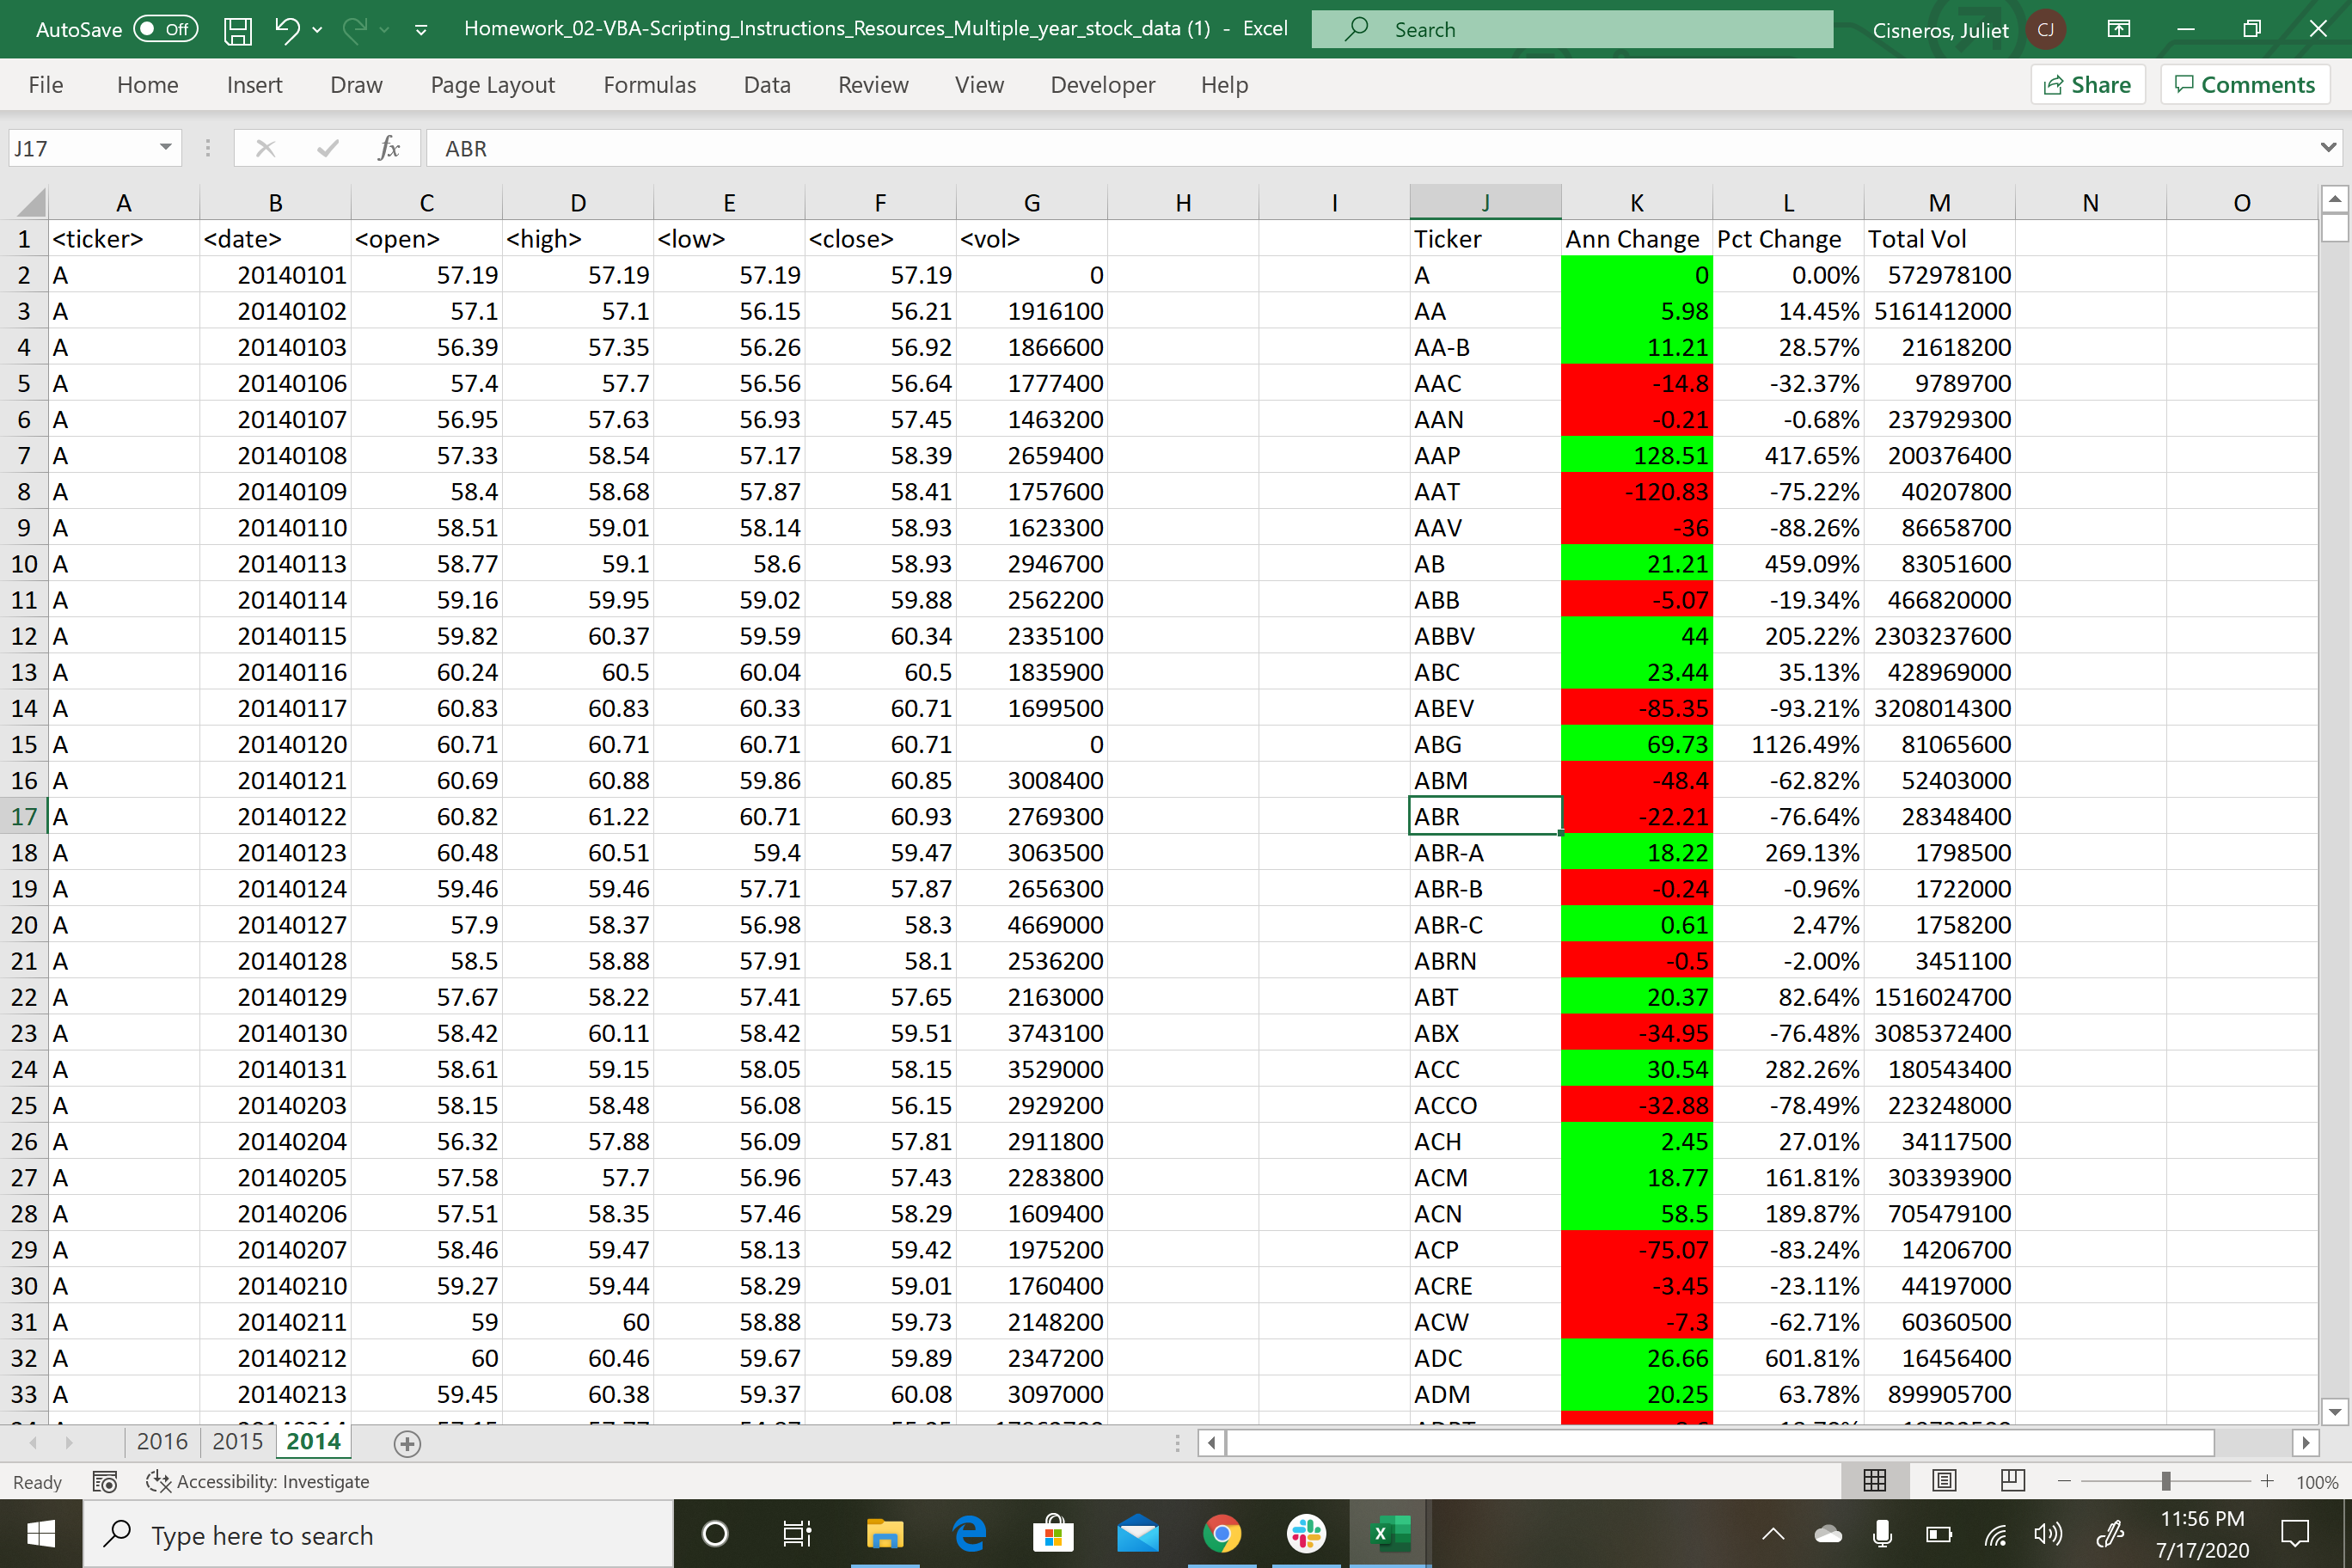 AutoSave Off Homework_02-VBA-Scripting_Instructions_Resources_Multiple_year_stock_data (1) - Excel Search Cisneros, Juliet CJ
File Home Insert Draw Page Layout Formulas Data Review View Developer Help Share Comments
J17 fx ABR
A B C D E F G H I J K L M N O
1 <ticker> <date> <open> <high> <low> <close> <vol> Ticker Ann Change Pct Change Total Vol
2 A 20140101 57.19 57.19 57.19 57.19 0 A 0 0.00% 572978100
3 A 20140102 57.1 57.1 56.15 56.21 1916100 AA 5.98 14.45% 5161412000
4 A 20140103 56.39 57.35 56.26 56.92 1866600 AA-B 11.21 28.57% 21618200
5 A 20140106 57.4 57.7 56.56 56.64 1777400 AAC -14.8 -32.37% 9789700
6 A 20140107 56.95 57.63 56.93 57.45 1463200 AAN -0.21 -0.68% 237929300
7 A 20140108 57.33 58.54 57.17 58.39 2659400 AAP 128.51 417.65% 200376400
8 A 20140109 58.4 58.68 57.87 58.41 1757600 AAT -120.83 -75.22% 40207800
9 A 20140110 58.51 59.01 58.14 58.93 1623300 AAV -36 -88.26% 86658700
10 A 20140113 58.77 59.1 58.6 58.93 2946700 AB 21.21 459.09% 83051600
11 A 20140114 59.16 59.95 59.02 59.88 2562200 ABB -5.07 -19.34% 466820000
12 A 20140115 59.82 60.37 59.59 60.34 2335100 ABBV 44 205.22% 2303237600
13 A 20140116 60.24 60.5 60.04 60.5 1835900 ABC 23.44 35.13% 428969000
14 A 20140117 60.83 60.83 60.33 60.71 1699500 ABEV -85.35 -93.21% 3208014300
15 A 20140120 60.71 60.71 60.71 60.71 0 ABG 69.73 1126.49% 81065600
16 A 20140121 60.69 60.88 59.86 60.85 3008400 ABM -48.4 -62.82% 52403000
17 A 20140122 60.82 61.22 60.71 60.93 2769300 ABR -22.21 -76.64% 28348400
18 A 20140123 60.48 60.51 59.4 59.47 3063500 ABR-A 18.22 269.13% 1798500
19 A 20140124 59.46 59.46 57.71 57.87 2656300 ABR-B -0.24 -0.96% 1722000
20 A 20140127 57.9 58.37 56.98 58.3 4669000 ABR-C 0.61 2.47% 1758200
21 A 20140128 58.5 58.88 57.91 58.1 2536200 ABRN -0.5 -2.00% 3451100
22 A 20140129 57.67 58.22 57.41 57.65 2163000 ABT 20.37 82.64% 1516024700
23 A 20140130 58.42 60.11 58.42 59.51 3743100 ABX -34.95 -76.48% 3085372400
24 A 20140131 58.61 59.15 58.05 58.15 3529000 ACC 30.54 282.26% 180543400
25 A 20140203 58.15 58.48 56.08 56.15 2929200 ACCO -32.88 -78.49% 223248000
26 A 20140204 56.32 57.88 56.09 57.81 2911800 ACH 2.45 27.01% 34117500
27 A 20140205 57.58 57.7 56.96 57.43 2283800 ACM 18.77 161.81% 303393900
28 A 20140206 57.51 58.35 57.46 58.29 1609400 ACN 58.5 189.87% 705479100
29 A 20140207 58.46 59.47 58.13 59.42 1975200 ACP -75.07 -83.24% 14206700
30 A 20140210 59.27 59.44 58.29 59.01 1760400 ACRE -3.45 -23.11% 44197000
31 A 20140211 59 60 58.88 59.73 2148200 ACW -7.3 -62.71% 60360500
32 A 20140212 60 60.46 59.67 59.89 2347200 ADC 26.66 601.81% 16456400
33 A 20140213 59.45 60.38 59.37 60.08 3097000 ADM 20.25 63.78% 899905700
2016 2015 2014
Ready Accessibility: Investigate 100%
Type here to search 11:56 PM
7/17/2020